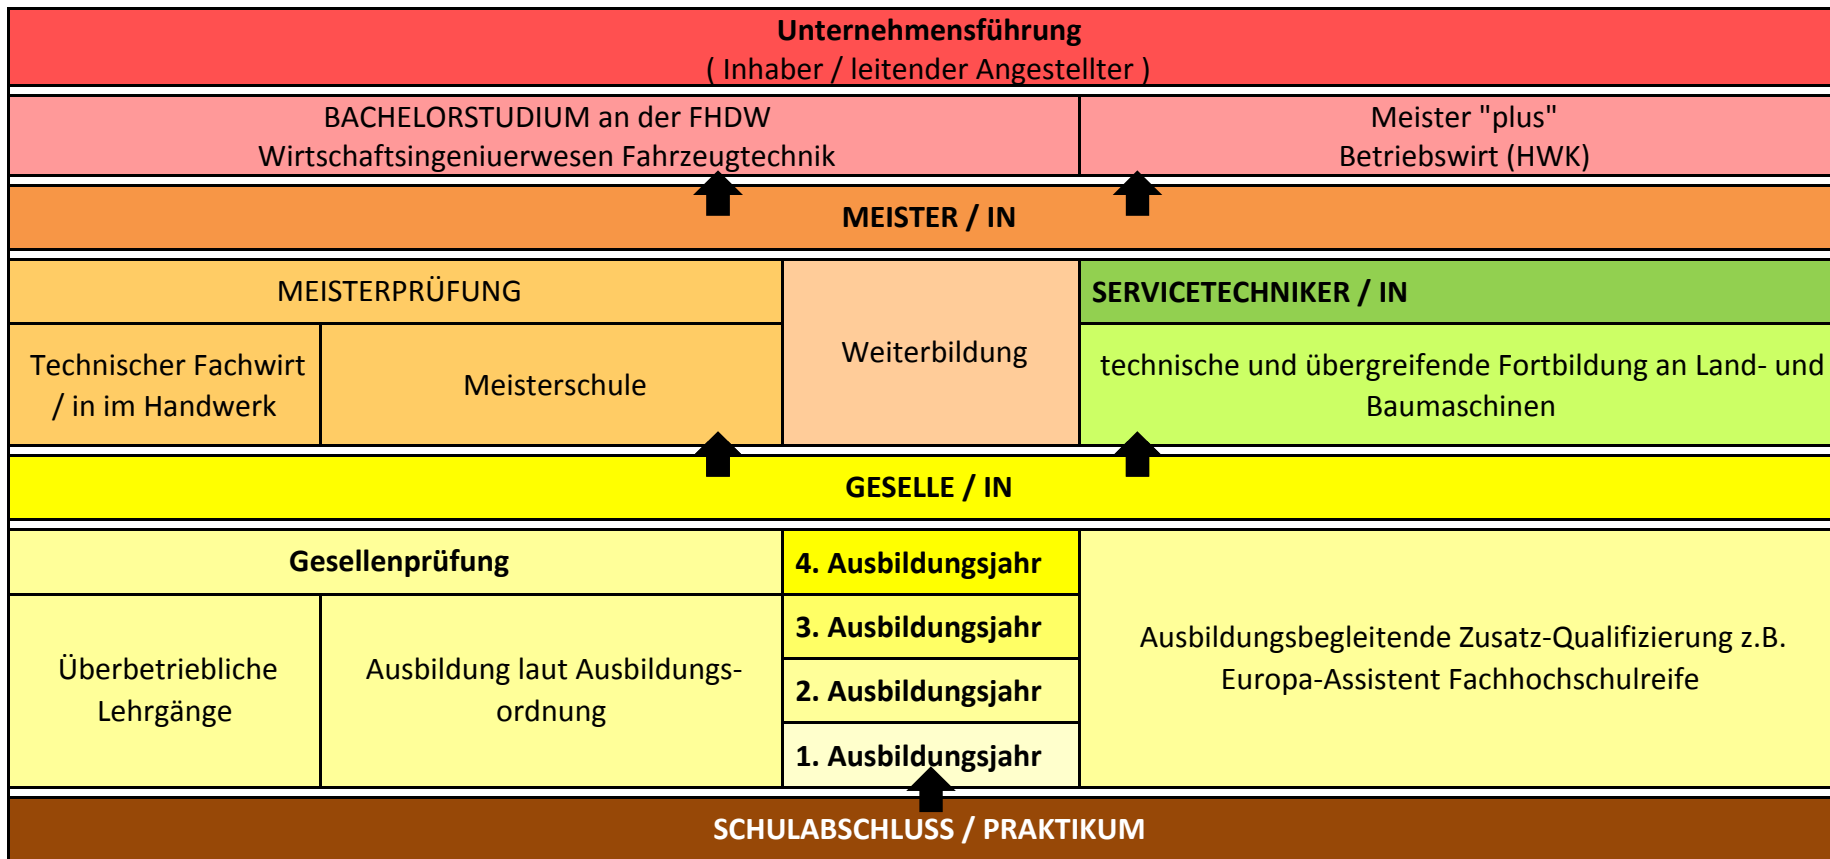 Unternehmensführung
( Inhaber / leitender Angestellter )
BACHELORSTUDIUM an der FHDW
Wirtschaftsingeniuerwesen Fahrzeugtechnik
Meister "plus"
Betriebswirt (HWK)
MEISTER / IN
MEISTERPRÜFUNG
Technischer Fachwirt
/ in im Handwerk
Meisterschule
Weiterbildung
SERVICETECHNIKER / IN
technische und übergreifende Fortbildung an Land- und
Baumaschinen
GESELLE / IN
Gesellenprüfung
Überbetriebliche
Lehrgänge
Ausbildung laut Ausbildungs-
ordnung
4. Ausbildungsjahr
3. Ausbildungsjahr
2. Ausbildungsjahr
1. Ausbildungsjahr
Ausbildungsbegleitende Zusatz-Qualifizierung z.B.
Europa-Assistent Fachhochschulreife
SCHULABSCHLUSS / PRAKTIKUM